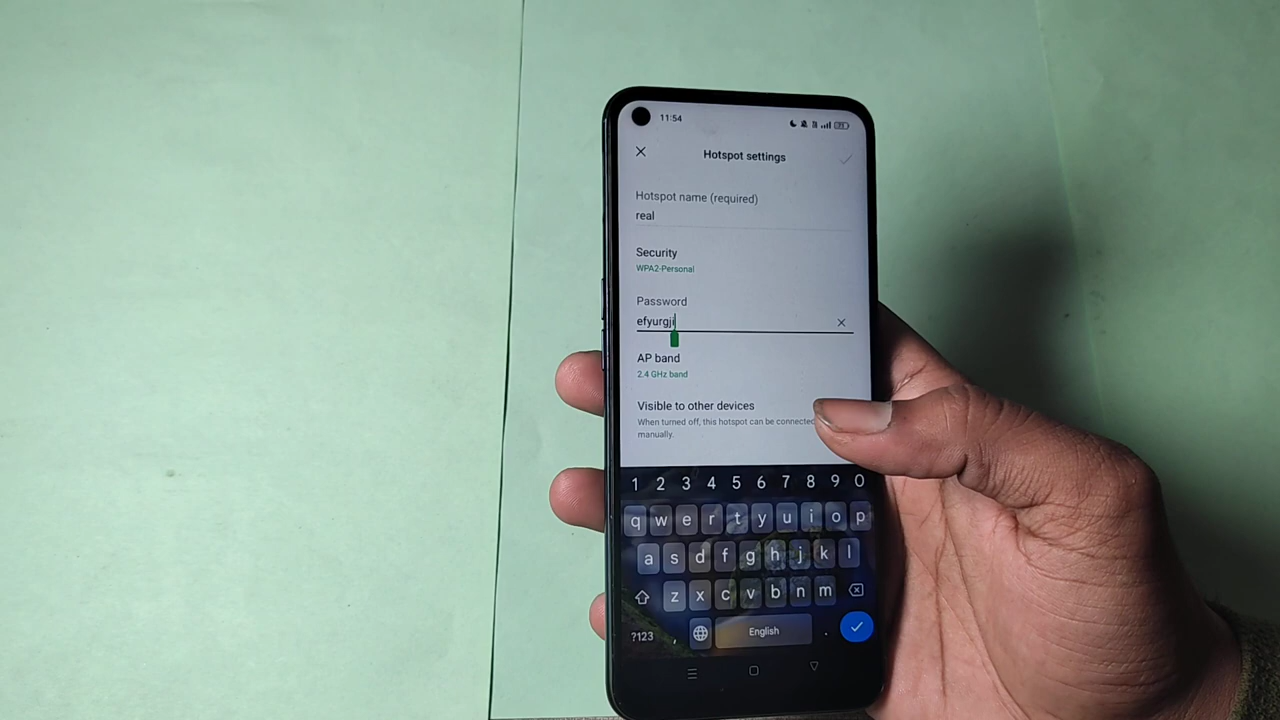 11:54
Hotspot settings
Hotspot name (required)
real
Security
WPA2-Personal
Password
efyurgji
AP band
2.4 GHz band
Visible to other devices
When turned off, this hotspot can be connected
manually.
1 2 3 4 5 6 7 8 9 0
q w e r t y u i o p
a s d f g h j k l
z x c v b n m
?123 , English .